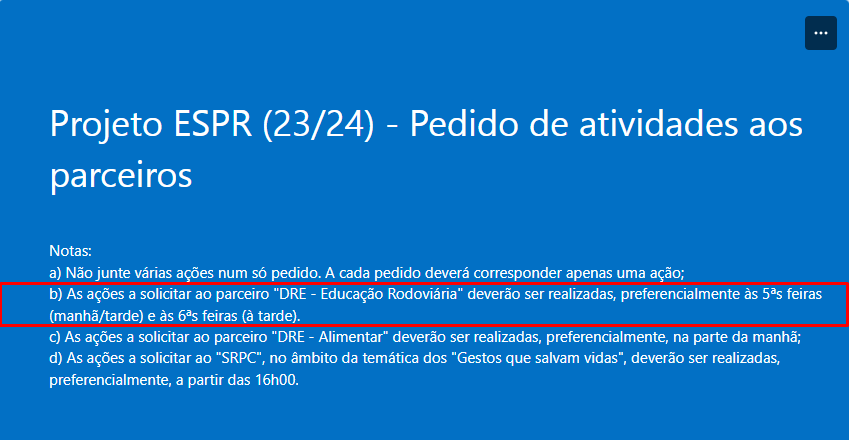 Projeto ESPR (23/24) - Pedido de atividades aos
parceiros
Notas:
a) Não junte várias ações num só pedido. A cada pedido deverá corresponder apenas uma ação;
b) As ações a solicitar ao parceiro "DRE - Educação Rodoviária" deverão ser realizadas, preferencialmente às 5ªs feiras
(manhã/tarde) e às 6ªs feiras (à tarde).
c) As ações a solicitar ao parceiro "DRE - Alimentar" deverão ser realizadas, preferencialmente, na parte da manhã;
d) As ações a solicitar ao "SRPC", no âmbito da temática dos "Gestos que salvam vidas", deverão ser realizadas,
preferencialmente, a partir das 16h00.